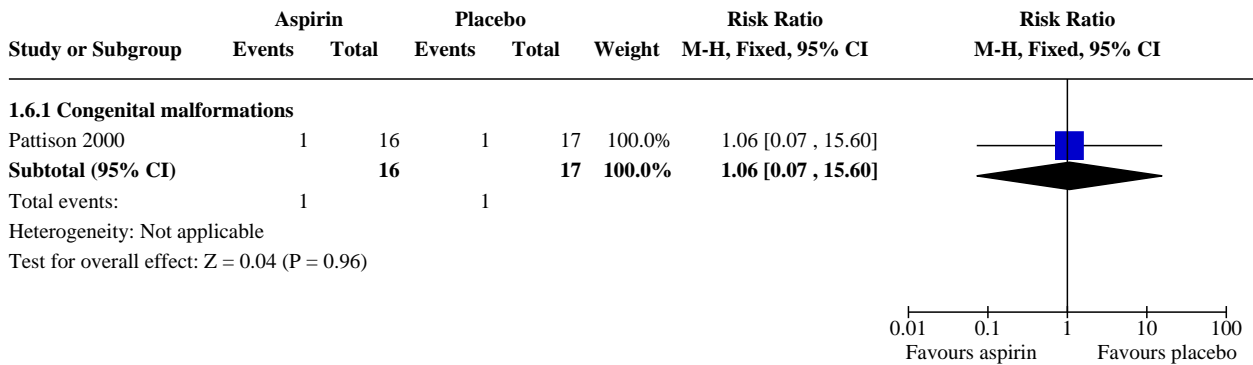 Aspirin Placebo Risk Ratio Risk Ratio
Study or Subgroup Events Total Events Total Weight M-H, Fixed, 95% CI M-H, Fixed, 95% CI
1.6.1 Congenital malformations
Pattison 2000 1 16 1 17 100.0% 1.06 [0.07 , 15.60]
Subtotal (95% CI) 16 17 100.0% 1.06 [0.07 , 15.60]
Total events: 1 1
Heterogeneity: Not applicable
Test for overall effect: Z = 0.04 (P = 0.96)
0.01 0.1 1 10 100
Favours aspirin Favours placebo